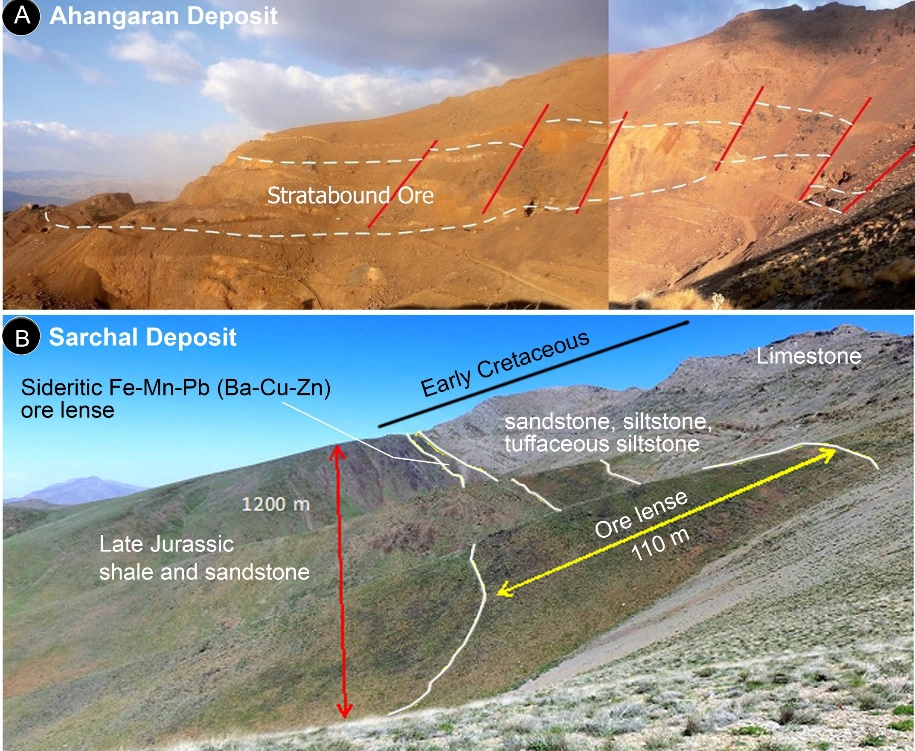 A Ahangaran Deposit
Stratabound Ore
B Sarchal Deposit
Sideritic Fe-Mn-Pb (Ba-Cu-Zn)
ore lense
Early Cretaceous
Limestone
sandstone, siltstone,
tuffaceous siltstone
1200 m
Late Jurassic
shale and sandstone
Ore lense
110 m